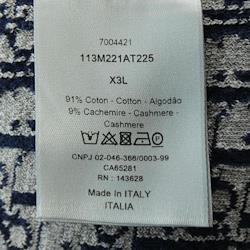 7004421
113M221AT225
X3L
91% Coton - Cotton - Algodão
9% Cachemire - Cashmere -
Cashmere
CNPJ 02-046-366/0003-99
CA65281
RN : 143628
Made In ITALY
ITALIA